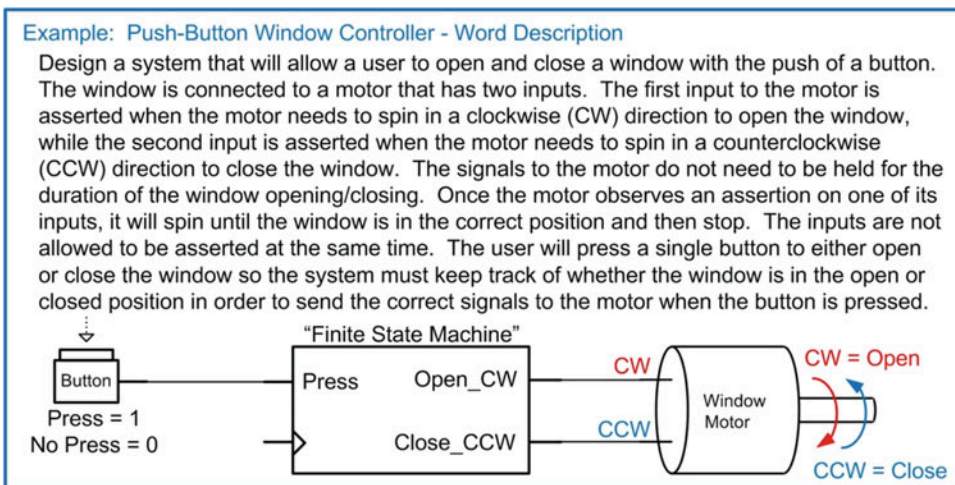 Example: Push-Button Window Controller - Word Description
Design a system that will allow a user to open and close a window with the push of a button.
The window is connected to a motor that has two inputs. The first input to the motor is
asserted when the motor needs to spin in a clockwise (CW) direction to open the window,
while the second input is asserted when the motor needs to spin in a counterclockwise
(CCW) direction to close the window. The signals to the motor do not need to be held for the
duration of the window opening/closing. Once the motor observes an assertion on one of its
inputs, it will spin until the window is in the correct position and then stop. The inputs are not
allowed to be asserted at the same time. The user will press a single button to either open
or close the window so the system must keep track of whether the window is in the open or
closed position in order to send the correct signals to the motor when the button is pressed.
"Finite State Machine"
Button
Press = 1
No Press = 0
Press
Open_CW
Close_CCW
CW
CCW
Window
Motor
CW = Open
CCW = Close